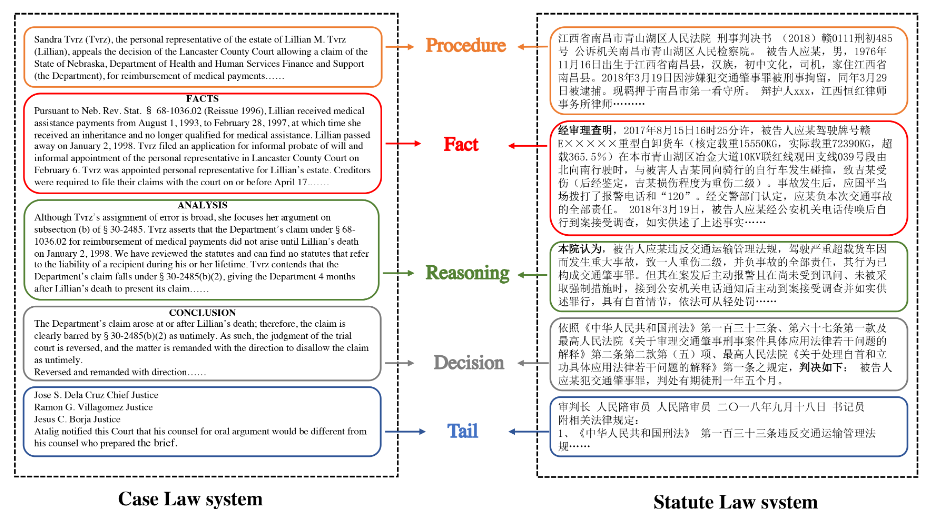 Sandra Tvrz (Tvrz), the personal representative of the estate of Lillian M. Tvrz
(Lillian), appeals the decision of the Lancaster County Court allowing a claim of the
State of Nebraska, Department of Health and Human Services Finance and Support
(the Department), for reimbursement of medical payments……
FACTS
Pursuant to Neb. Rev. Stat. § 68-1036.02 (Reissue 1996), Lillian received medical
assistance payments from August 1, 1993, to February 28, 1997, at which time she
received an inheritance and no longer qualified for medical assistance. Lillian passed
away on January 2, 1998. Tvrz filed an application for informal probate of will and
informal appointment of the personal representative in Lancaster County Court on
February 6. Tvrz was appointed personal representative for Lillian's estate. Creditors
were required to file their claims with the court on or before April 17……
ANALYSIS
Although Tvrz's assignment of error is broad, she focuses her argument on
subsection (b) of § 30-2485. Tvrz asserts that the Department's claim under § 68-
1036.02 for reimbursement of medical payments did not arise until Lillian's death
on January 2, 1998. We have reviewed the statutes and can find no statutes that refer
to the liability of a recipient during his or her lifetime. Tvrz contends that the
Department's claim falls under § 30-2485(b)(2), giving the Department 4 months
after Lillian's death to present its claim……
CONCLUSION
The Department's claim arose at or after Lillian's death; therefore, the claim is
clearly barred by § 30-2485(b)(2) as untimely. As such, the judgment of the trial
court is reversed, and the matter is remanded with the direction to disallow the claim
as untimely.
Reversed and remanded with direction……
Jose S. Dela Cruz Chief Justice
Ramon G. Villagomez Justice
Jesus C. Borja Justice
Atalig notified this Court that his counsel for oral argument would be different from
his counsel who prepared the brief.
Case Law system
Procedure
Fact
Reasoning
Decision
Tail
江西省南昌市青山湖区人民法院 刑事判决书 （2018）赣0111刑初485
号 公诉机关南昌市青山湖区人民检察院。 被告人应某，男，1976年
11月16日出生于江西省南昌县，汉族，初中文化，司机，家住江西省
南昌县。2018年3月19日因涉嫌犯交通肇事罪被刑事拘留，同年3月29
日被逮捕。现羁押于南昌市第一看守所。 辩护人xxx，江西恒红律师
事务所律师………
经审理查明，2017年8月15日16时25分许，被告人应某驾驶牌号赣
E×××××重型自卸货车（核定载重15550KG，实际载重72390KG，超
载365.5%）在本市青山湖区冶金大道10KV联红线观田支线039号段由
北向南行驶时，与被害人吉某同向骑行的自行车发生碰撞，致吉某受
伤（后经鉴定，吉某损伤程度为重伤二级）。事故发生后，应国平当
场拨打了报警电话和“120”。经交警部门认定，应某负本次交通事故
的全部责任。 2018年3月19日，被告人应某经公安机关电话传唤后自
行到案接受调查，如实供述了上述事实……
本院认为，被告人应某违反交通运输管理法规，驾驶严重超载货车因
而发生重大事故，致一人重伤二级，并负事故的全部责任，其行为已
构成交通肇事罪。但其在案发后主动报警且在尚未受到讯问、未被采
取强制措施时，接到公安机关电话通知后主动到案接受调查并如实供
述罪行，具有自首情节，依法可从轻处罚……
依照《中华人民共和国刑法》第一百三十三条、第六十七条第一款及
最高人民法院《关于审理交通肇事刑事案件具体应用法律若干问题的
解释》第二条第二款第（五）项、最高人民法院《关于处理自首和立
功具体应用法律若干问题的解释》第一条之规定，判决如下： 被告人
应某犯交通肇事罪，判处有期徒刑一年五个月。
审判长 人民陪审员 人民陪审员 二〇一八年九月十八日 书记员
附相关法律规定：
1、《中华人民共和国刑法》 第一百三十三条违反交通运输管理法
规……
Statute Law system